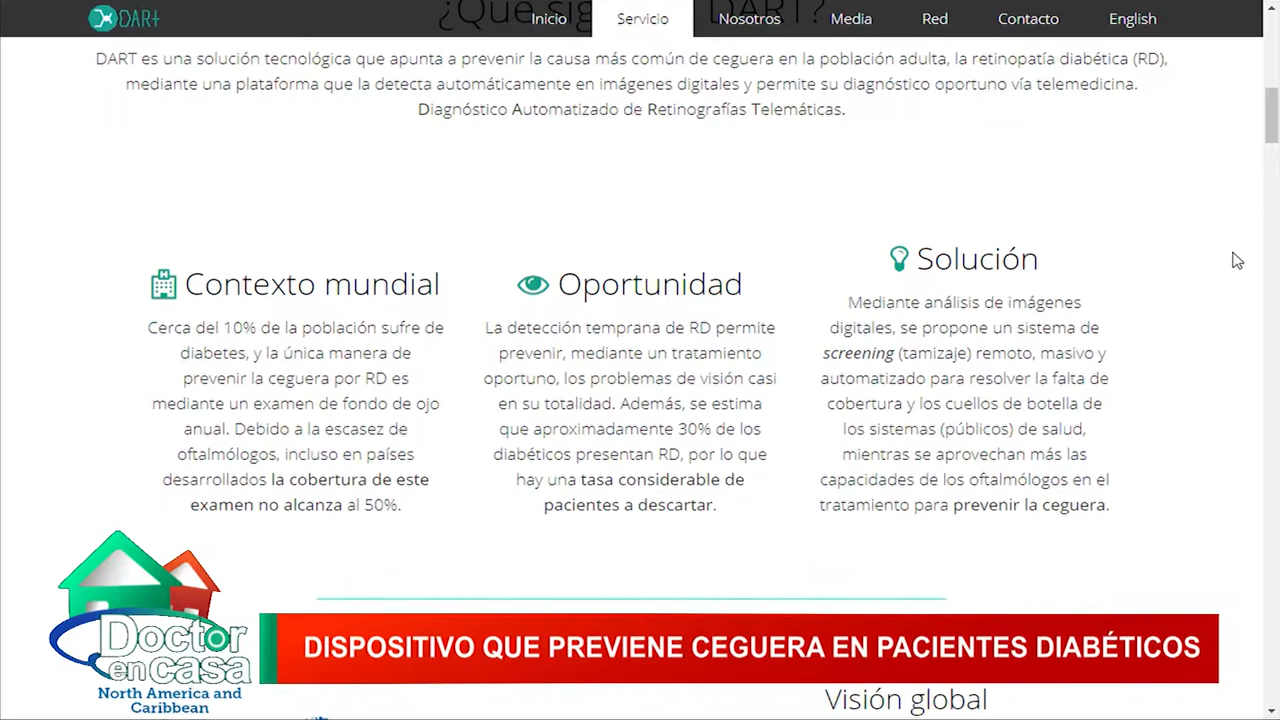 DART
Inicio
Servicio
Nosotros
Media
Red
Contacto
English
DART?
DART es una solución tecnológica que apunta a prevenir la causa más común de ceguera en la población adulta, la retinopatía diabética (RD),
mediante una plataforma que la detecta automáticamente en imágenes digitales y permite su diagnóstico oportuno vía telemedicina.
Diagnóstico Automatizado de Retinografías Telemáticas.
Contexto mundial
Cerca del 10% de la población sufre de
diabetes, y la única manera de
prevenir la ceguera por RD es
mediante un examen de fondo de ojo
anual. Debido a la escasez de
oftalmólogos, incluso en países
desarrollados la cobertura de este
examen no alcanza al 50%.
Oportunidad
La detección temprana de RD permite
prevenir, mediante un tratamiento
oportuno, los problemas de visión casi
en su totalidad. Además, se estima
que aproximadamente 30% de los
diabéticos presentan RD, por lo que
hay una tasa considerable de
pacientes a descartar.
Solución
Mediante análisis de imágenes
digitales, se propone un sistema de
screening (tamizaje) remoto, masivo y
automatizado para resolver la falta de
cobertura y los cuellos de botella de
los sistemas (públicos) de salud,
mientras se aprovechan más las
capacidades de los oftalmólogos en el
tratamiento para prevenir la ceguera.
Doctor
en casa
North America and
Caribbean
DISPOSITIVO QUE PREVIENE CEGUERA EN PACIENTES DIABÉTICOS
Visión global